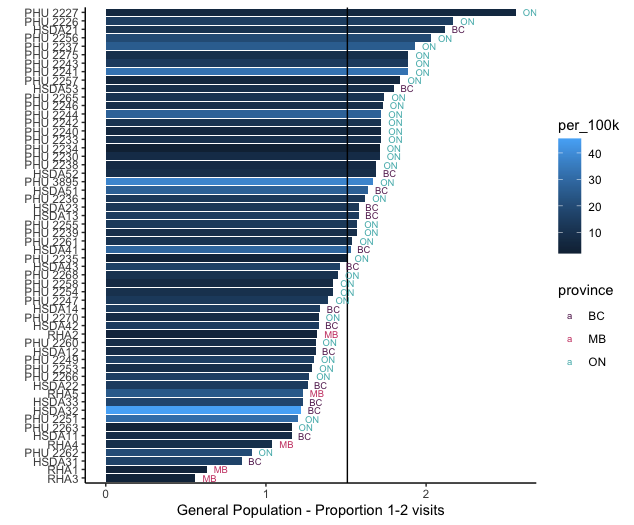 PHU 2227 ON
PHU 2226 ON
HSDA21 BC
PHU 2256 ON
PHU 2237 ON
PHU 2275 ON
PHU 2243 ON
PHU 2241 ON
PHU 2257 ON
HSDA53 BC
PHU 2265 ON
PHU 2246 ON
PHU 2244 ON
PHU 2242 ON
PHU 2240 ON
PHU 2233 ON
PHU 2234 ON
PHU 2230 ON
PHU 2238 ON
HSDA52 BC
PHU 3895 ON
HSDA51 BC
PHU 2236 ON
HSDA23 BC
HSDA13 BC
PHU 2255 ON
PHU 2239 ON
PHU 2261 ON
HSDA41 BC
PHU 2235 ON
HSDA43 BC
PHU 2268 ON
PHU 2258 ON
PHU 2254 ON
PHU 2247 ON
HSDA14 BC
PHU 2270 ON
HSDA42 BC
RHA2 MB
PHU 2260 ON
HSDA12 BC
PHU 2249 ON
PHU 2253 ON
PHU 2266 ON
HSDA22 BC
RHA5 MB
HSDA33 BC
HSDA32 BC
PHU 2251 ON
PHU 2263 ON
HSDA11 BC
RHA4 MB
PHU 2262 ON
HSDA31 BC
RHA1 MB
RHA3 MB
0 1 2
General Population - Proportion 1-2 visits
per_100k
40
30
20
10
province
a BC
a MB
a ON